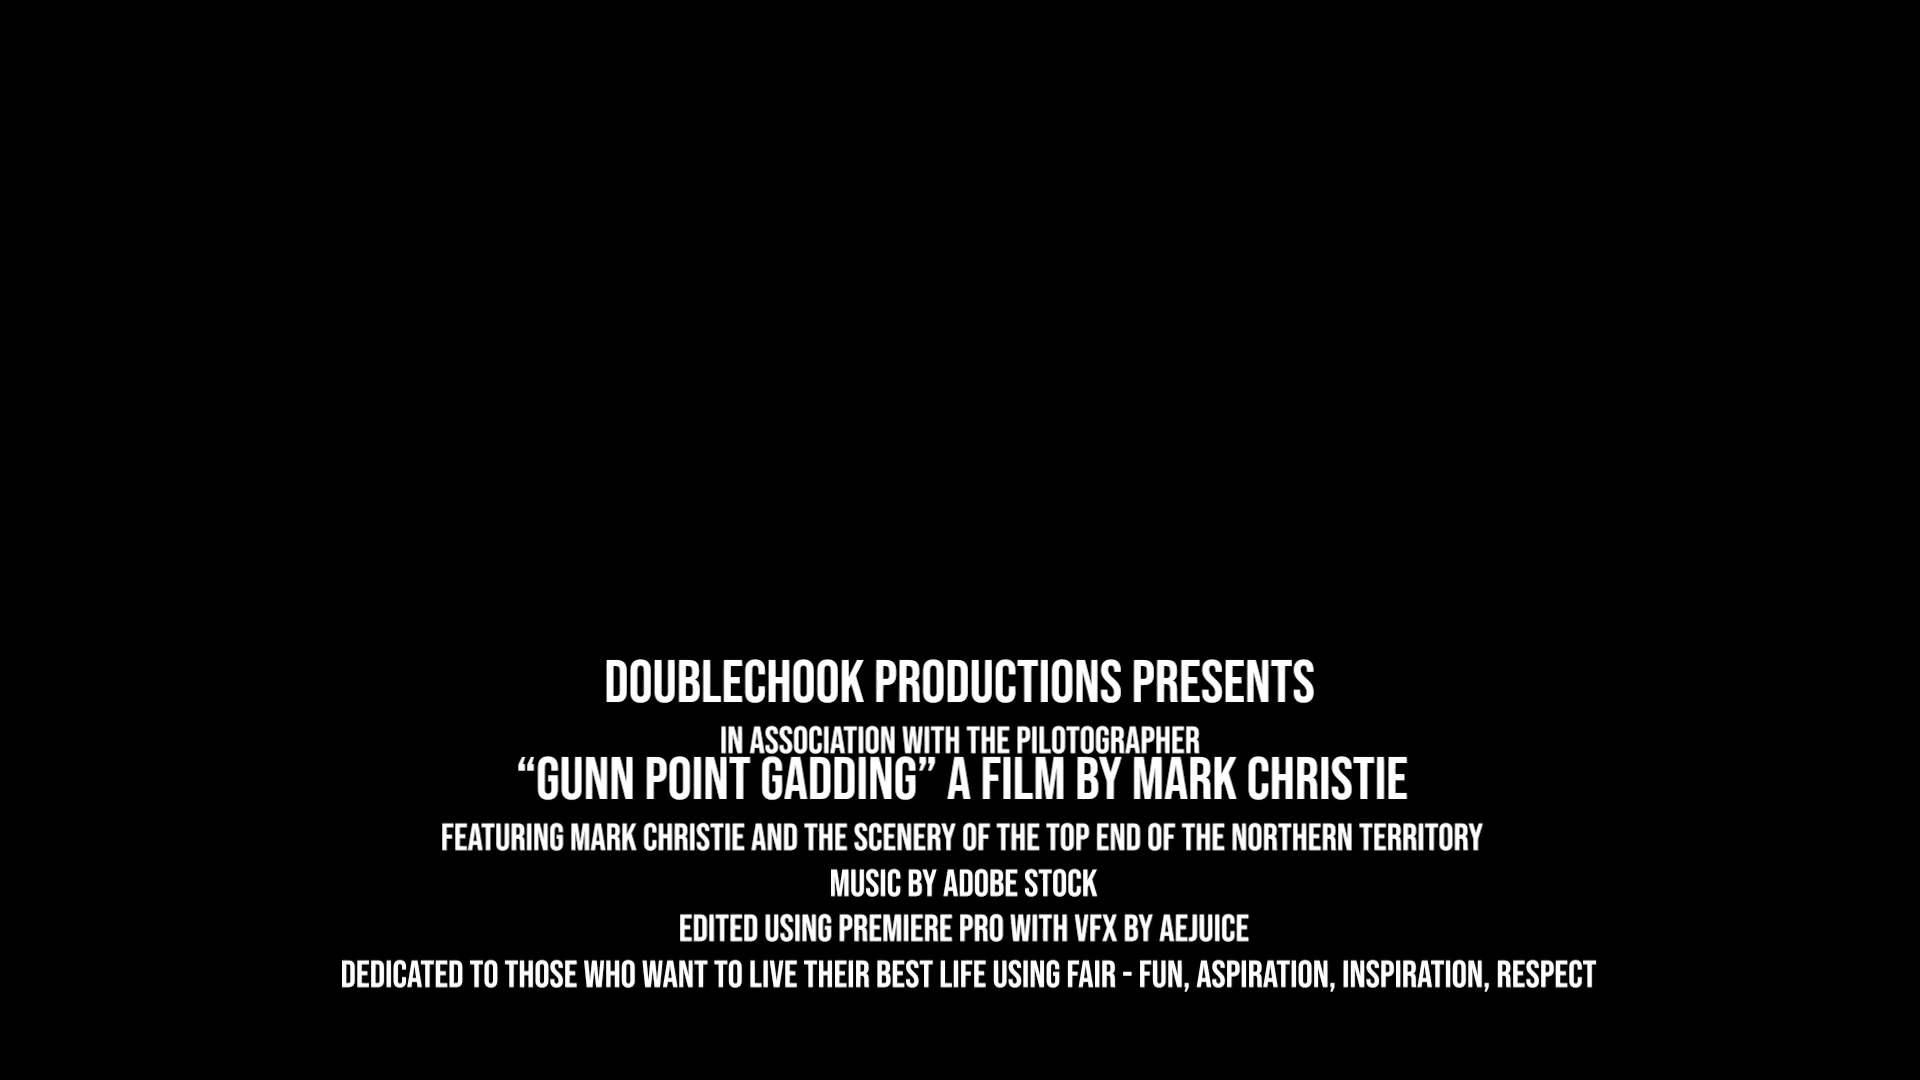 DOUBLECHOOK PRODUCTIONS PRESENTS
IN ASSOCIATION WITH THE PILOTOGRAPHER
“GUNN POINT GADDING” A FILM BY MARK CHRISTIE
FEATURING MARK CHRISTIE AND THE SCENERY OF THE TOP END OF THE NORTHERN TERRITORY
MUSIC BY ADOBE STOCK
EDITED USING PREMIERE PRO WITH VFX BY AEJUICE
DEDICATED TO THOSE WHO WANT TO LIVE THEIR BEST LIFE USING FAIR - FUN, ASPIRATION, INSPIRATION, RESPECT